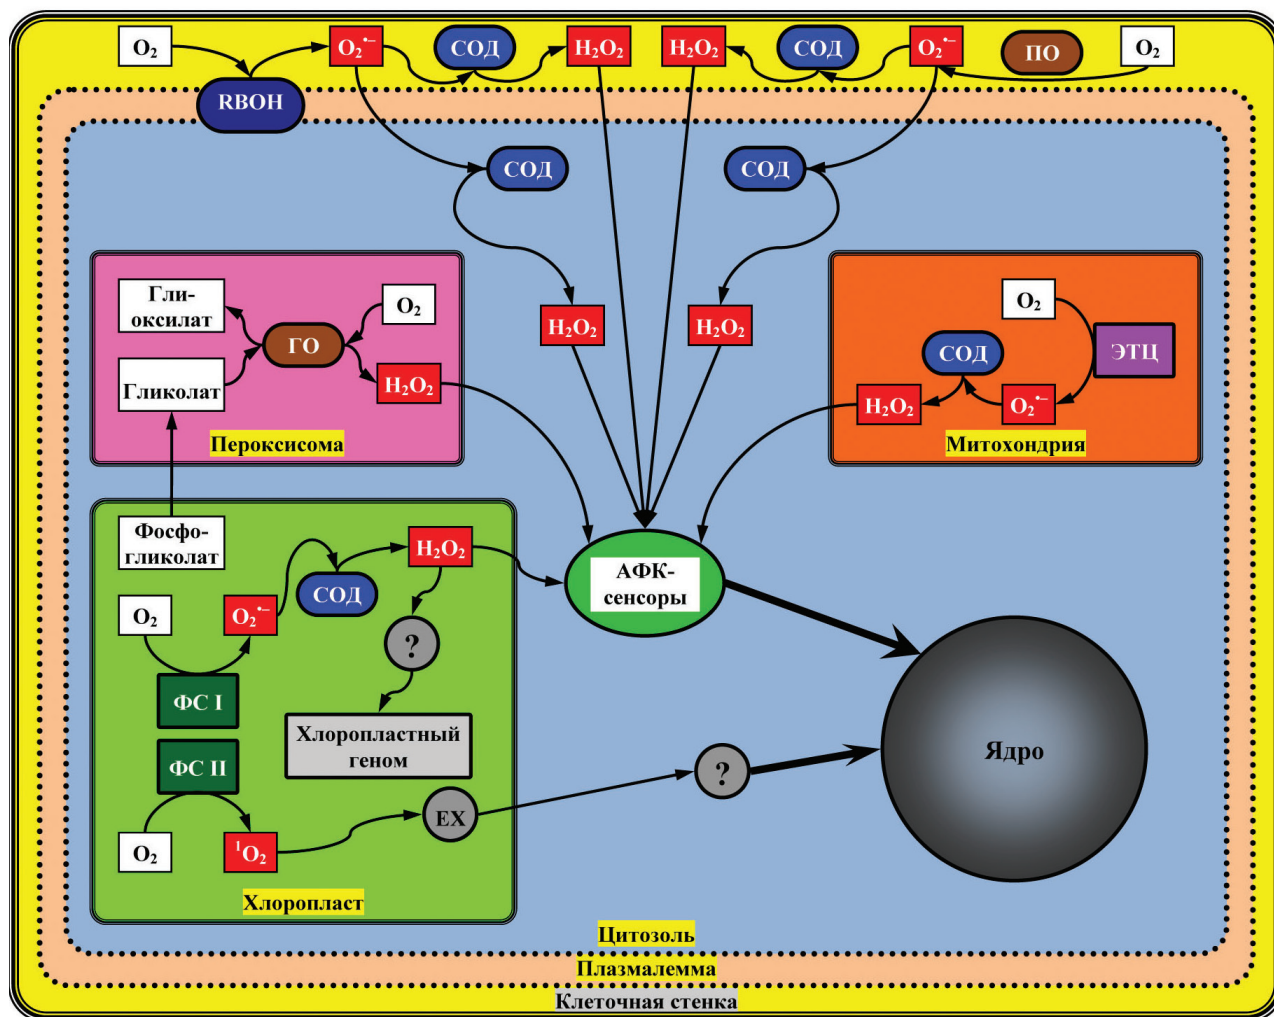 O₂
O₂•−
СОД
H₂O₂
H₂O₂
СОД
O₂•−
ПО
O₂
RBOH
СОД
СОД
Гли-
оксилат
O₂
ГО
Гликолат
H₂O₂
Пероксисома
H₂O₂
H₂O₂
O₂
ЭТЦ
СОД
H₂O₂
O₂•−
Митохондрия
Фосфо-
гликолат
H₂O₂
СОД
O₂
O₂•−
?
ФС I
Хлоропластный
геном
ФС II
EX
O₂
¹O₂
Хлоропласт
АФК-
сенсоры
?
Ядро
Цитозоль
Плазмалемма
Клеточная стенка